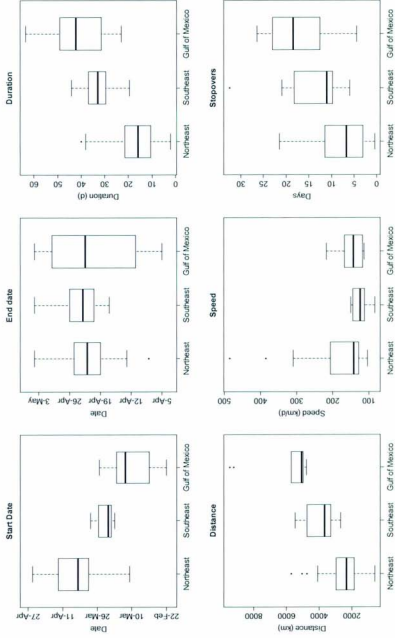 Start Date
Date
27-Apr
11-Apr
26-Mar
10-Mar
22-Feb
Northeast
Southeast
Gulf of Mexico
End date
Date
3-May
26-Apr
19-Apr
12-Apr
5-Apr
Northeast
Southeast
Gulf of Mexico
Duration
Duration (d)
60
50
40
30
20
10
0
Northeast
Southeast
Gulf of Mexico
Distance
Distance (km)
8000
6000
4000
2000
Northeast
Southeast
Gulf of Mexico
Speed
Speed (km/d)
500
400
300
200
100
Northeast
Southeast
Gulf of Mexico
Stopovers
Days
30
25
20
15
10
5
0
Northeast
Southeast
Gulf of Mexico